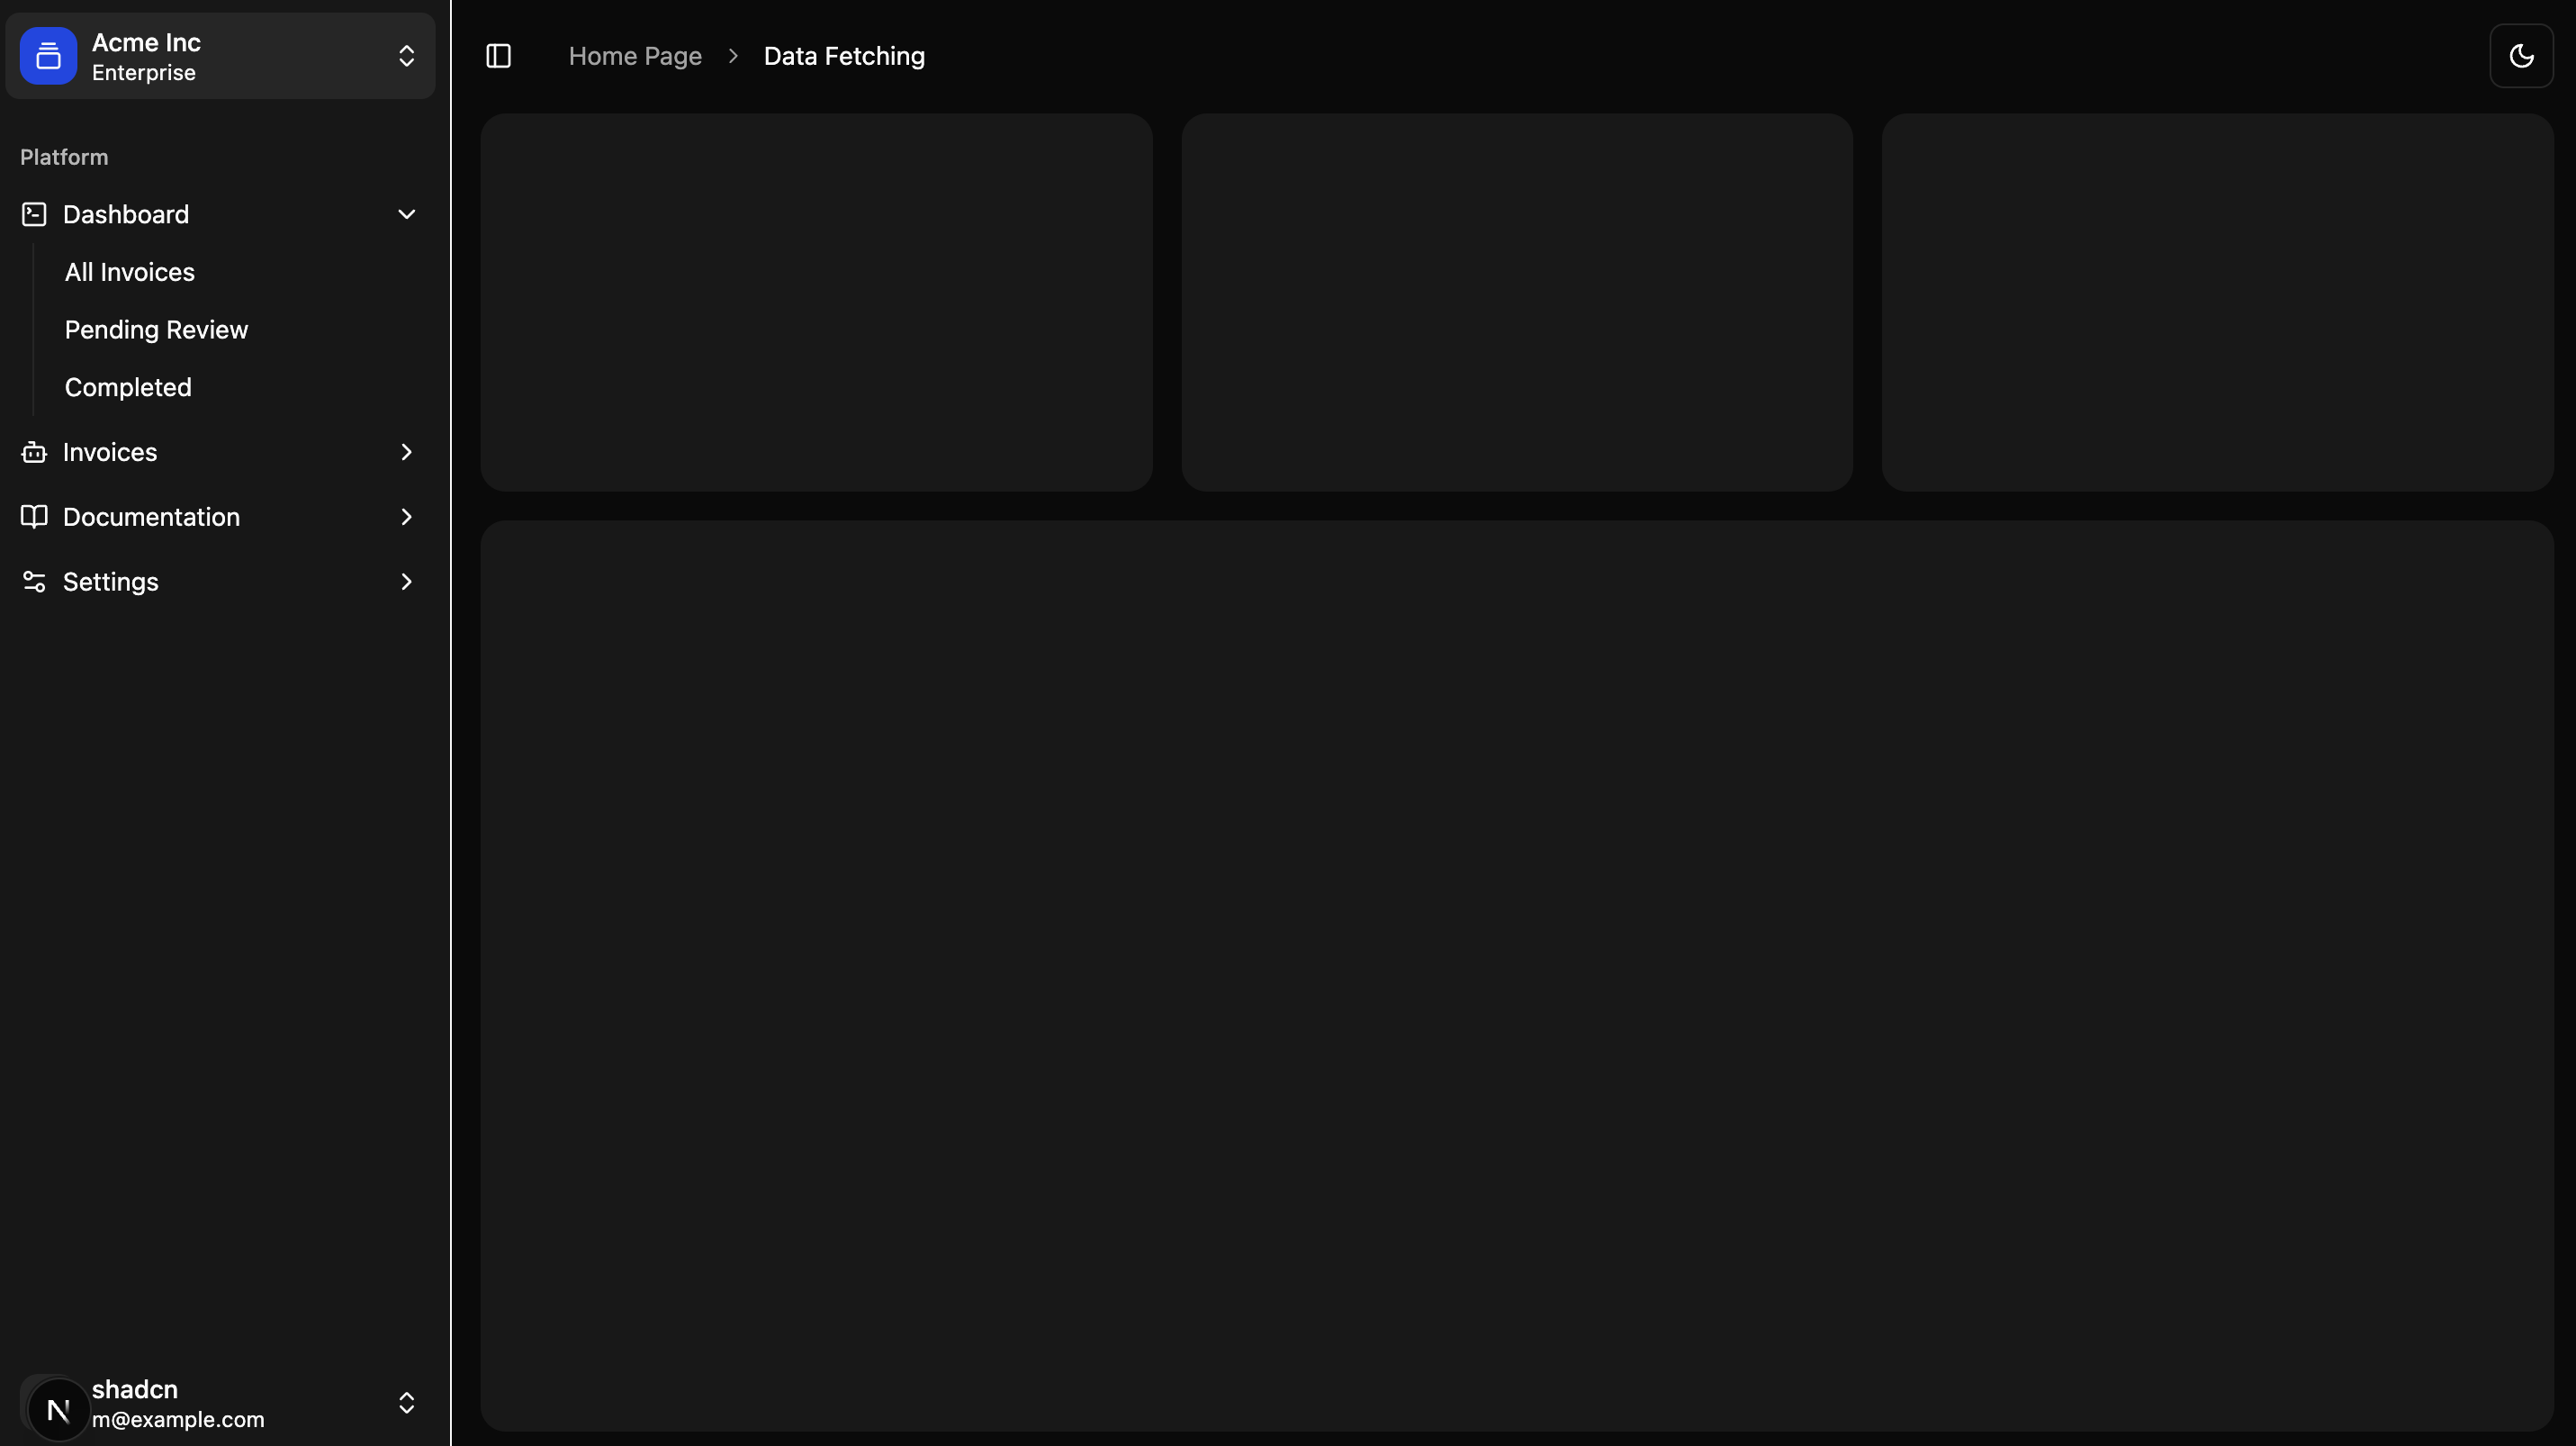 Acme Inc
Enterprise
Home Page > Data Fetching
Platform
Dashboard
All Invoices
Pending Review
Completed
Invoices
Documentation
Settings
N
shadcn
m@example.com